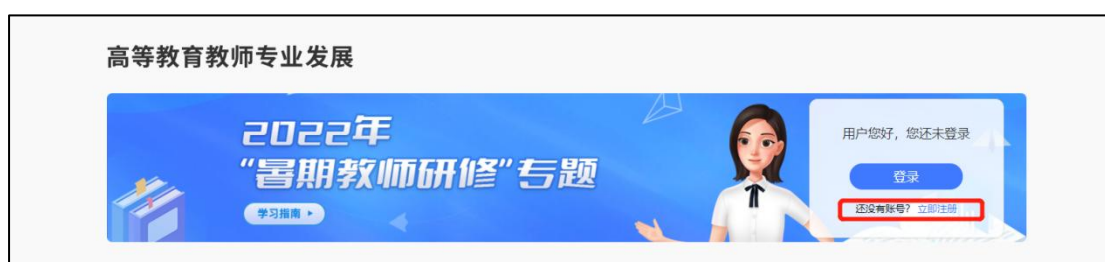 高等教育教师专业发展
2022年
“暑期教师研修”专题
学习指南
用户您好，您还未登录
登录
还没有账号？ 立即注册